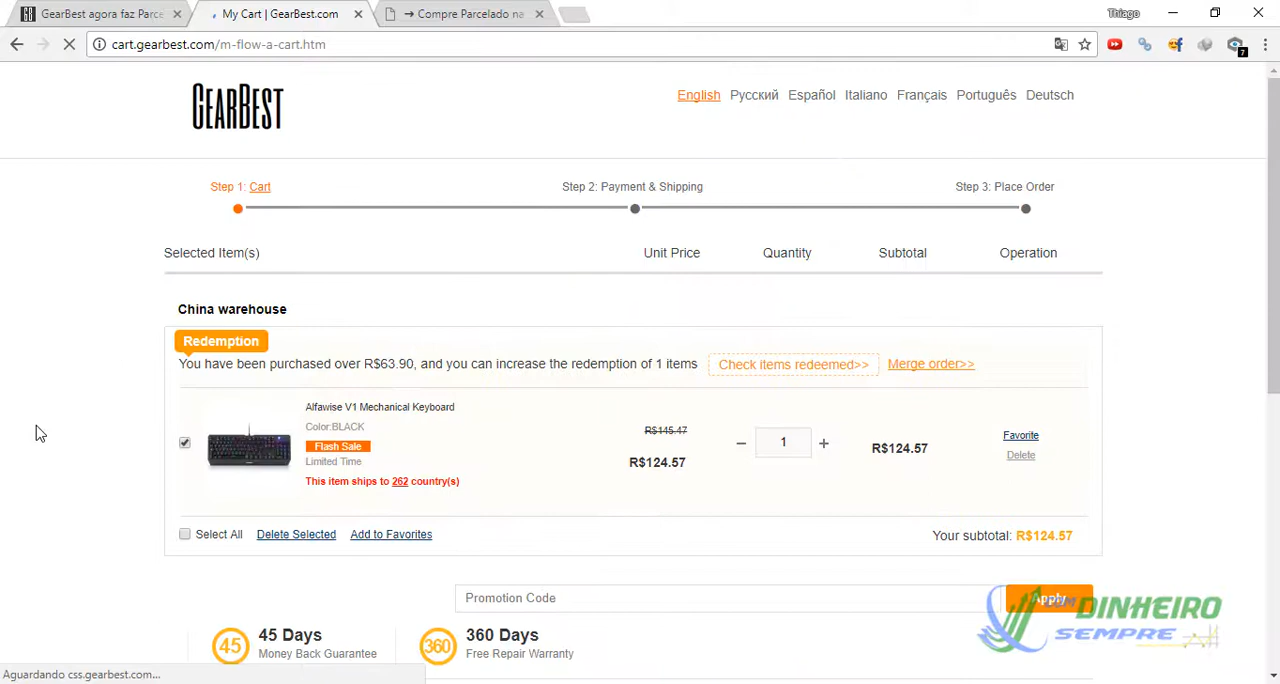 GearBest agora faz Parce
My Cart | GearBest.com
→ Compre Parcelado na
Thiago
cart.gearbest.com/m-flow-a-cart.htm
7
GEARBEST
English Русский Español Italiano Français Português Deutsch
Step 1: Cart
Step 2: Payment & Shipping
Step 3: Place Order
Selected Item(s)
Unit Price
Quantity
Subtotal
Operation
China warehouse
Redemption
You have been purchased over R$63.90, and you can increase the redemption of 1 items
Check items redeemed>>
Merge order>>
Alfawise V1 Mechanical Keyboard
Color:BLACK
Flash Sale
Limited Time
This item ships to 262 country(s)
R$145.47
R$124.57
1
R$124.57
Favorite
Delete
Select All
Delete Selected
Add to Favorites
Your subtotal: R$124.57
Promotion Code
Apply
DINHEIRO
SEMPRE
45
45 Days
Money Back Guarantee
360
360 Days
Free Repair Warranty
Aguardando css.gearbest.com...